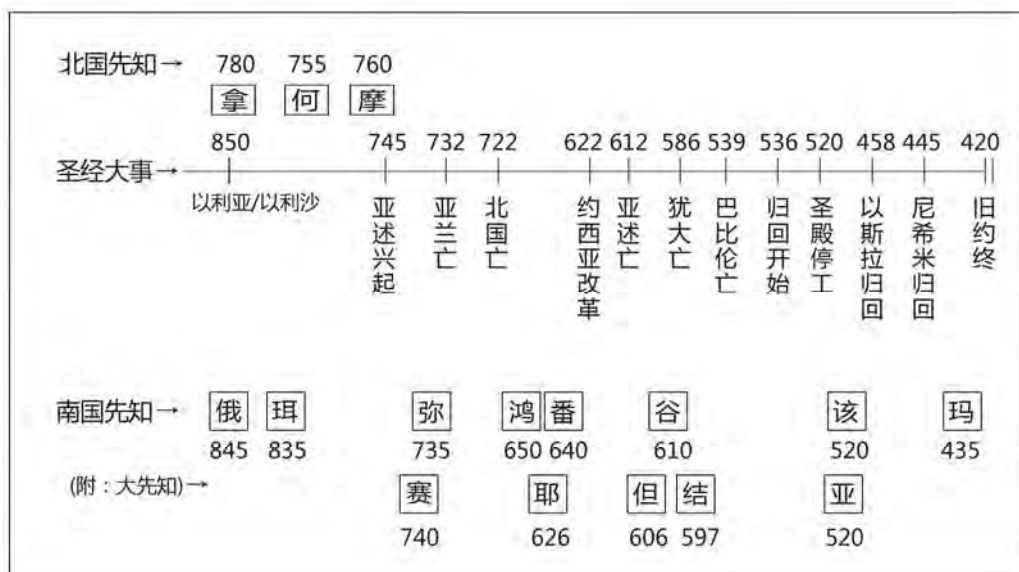 北国先知→ 780 755 760
拿 何 摩
850 745 732 722 622 612 586 539 536 520 458 445 420
圣经大事→
以利亚/以利沙
亚述兴起
亚兰亡
北国亡
约西亚改革
亚述亡
犹大亡
巴比伦亡
归回开始
圣殿停工
以斯拉归回
尼希米归回
旧约终
南国先知→ 俄 珥 弥 鸿 番 谷 该 玛
845 835 735 650 640 610 520 435
(附：大先知)→ 赛 耶 但 结 亚
740 626 606 597 520